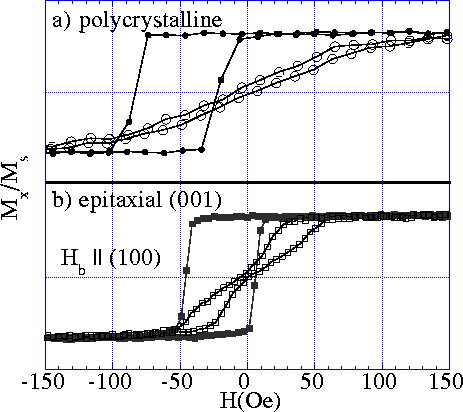 a) polycrystalline
b) epitaxial (001)
H_b || (100)
M_x/M_s
-150 -100 -50 0 50 100 150
H(Oe)